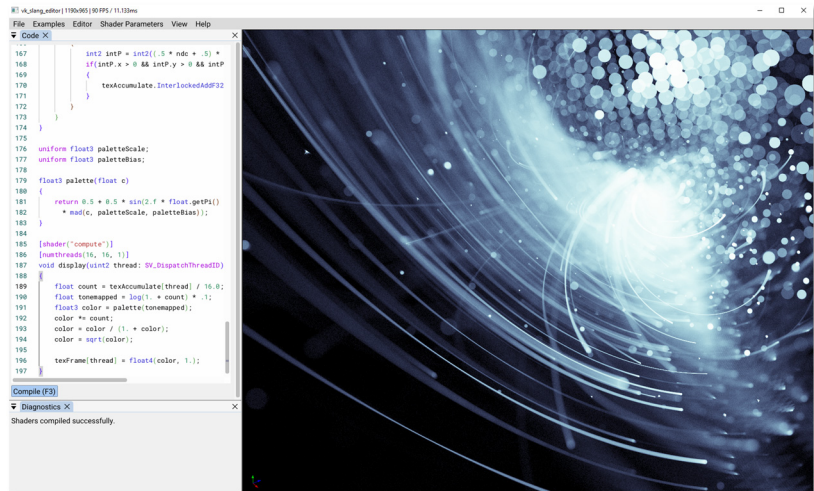 vk_slang_editor | 1190x965 | 90 FPS / 11.133ms
File Examples Editor Shader Parameters View Help
Code
167 int2 intP = int2((.5 * ndc + .5) *
168 if(intP.x > 0 && intP.y > 0 && intP
169 {
170 texAccumulate.InterlockedAddF32
171 }
172 }
173 }
174 }
175
176 uniform float3 paletteScale;
177 uniform float3 paletteBias;
178
179 float3 palette(float c)
180 {
181 return 0.5 + 0.5 * sin(2.f * float.getPi()
182 * mad(c, paletteScale, paletteBias));
183 }
184
185 [shader("compute")]
186 [numthreads(16, 16, 1)]
187 void display(uint2 thread: SV_DispatchThreadID)
188 {
189 float count = texAccumulate[thread] / 16.0;
190 float tonemapped = log(1. + count) * .1;
191 float3 color = palette(tonemapped);
192 color *= count;
193 color = color / (1. + color);
194 color = sqrt(color);
195
196 texFrame[thread] = float4(color, 1.);
197 }
Compile (F3)
Diagnostics
Shaders compiled successfully.